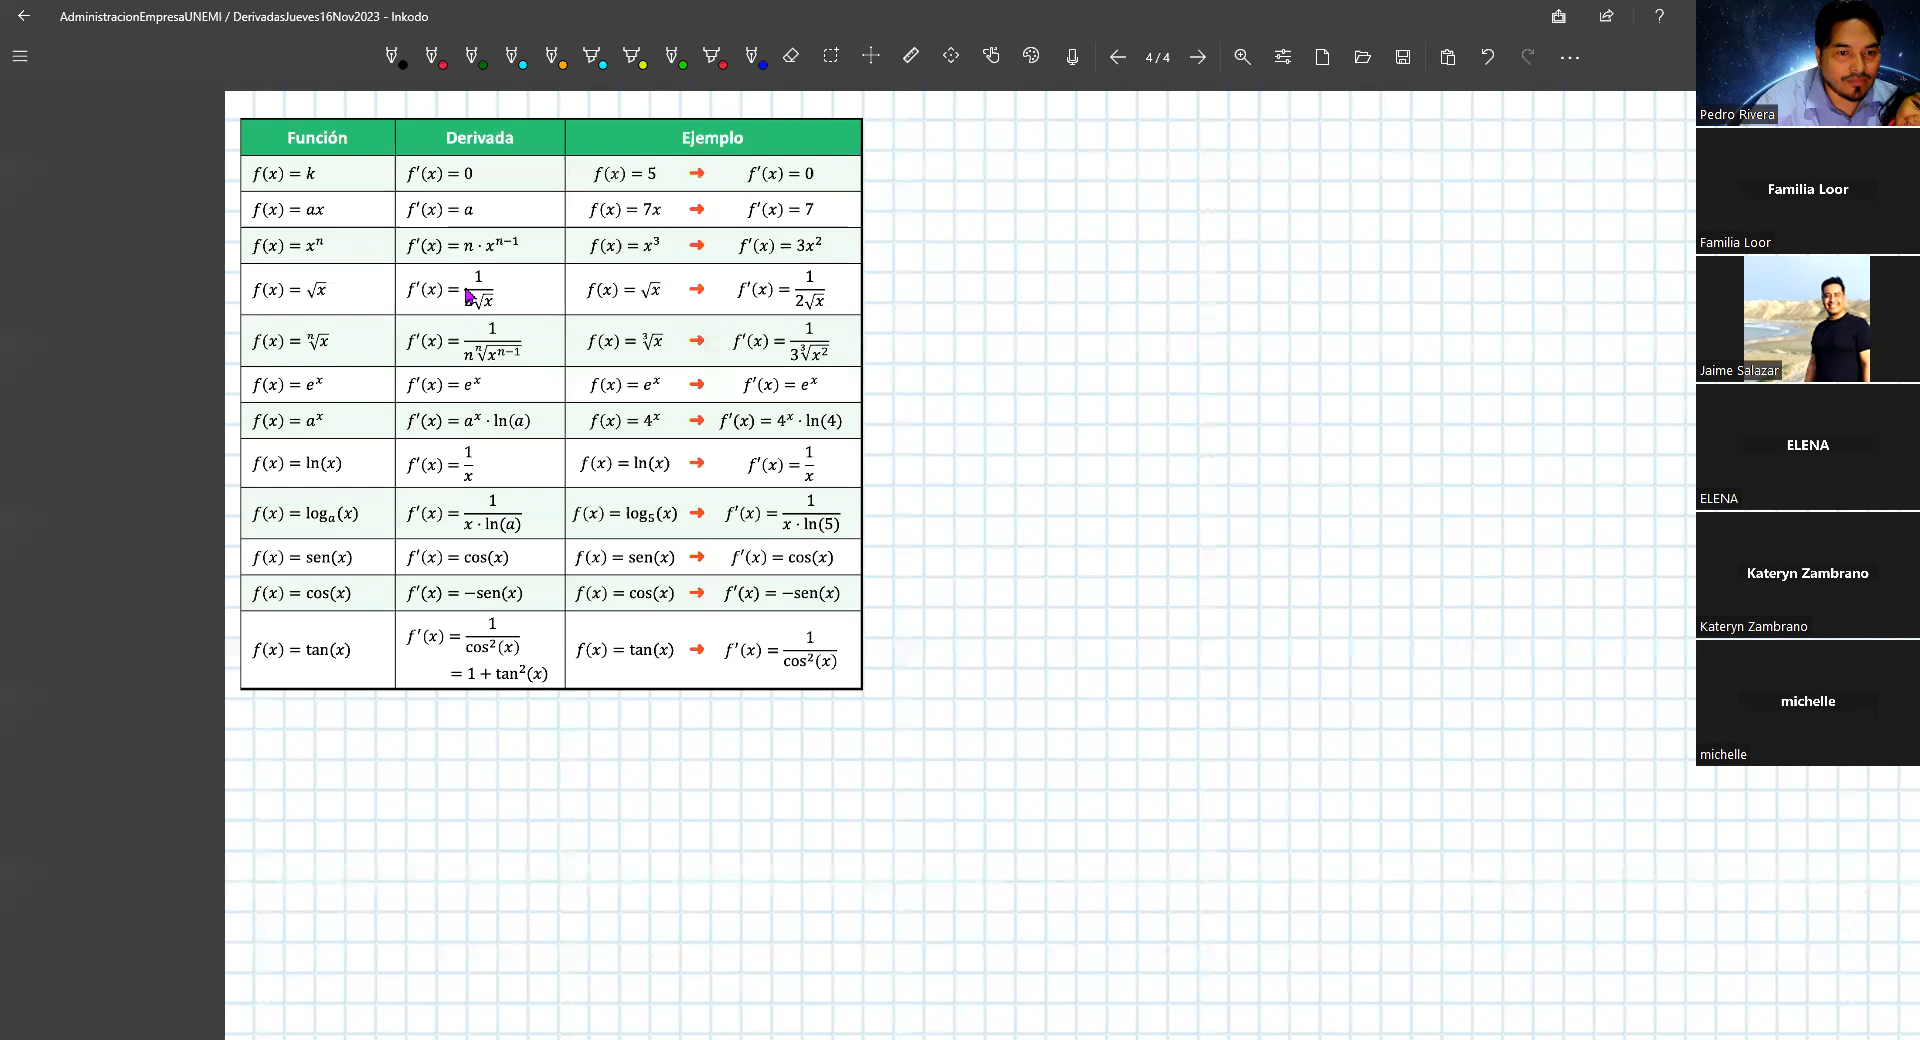 AdministracionEmpresaUNEMI / DerivadasJueves16Nov2023 - Inkodo
4 / 4
?
Función Derivada Ejemplo
f(x) = k f'(x) = 0 f(x) = 5 ➜ f'(x) = 0
f(x) = ax f'(x) = a f(x) = 7x ➜ f'(x) = 7
f(x) = xⁿ f'(x) = n · xⁿ⁻¹ f(x) = x³ ➜ f'(x) = 3x²
f(x) = √x f'(x) = 1/(√x) f(x) = √x ➜ f'(x) = 1/(2√x)
f(x) = ⁿ√x f'(x) = 1/(n ⁿ√(xⁿ⁻¹)) f(x) = ³√x ➜ f'(x) = 1/(3 ³√(x²))
f(x) = eˣ f'(x) = eˣ f(x) = eˣ ➜ f'(x) = eˣ
f(x) = aˣ f'(x) = aˣ · ln(a) f(x) = 4ˣ ➜ f'(x) = 4ˣ · ln(4)
f(x) = ln(x) f'(x) = 1/x f(x) = ln(x) ➜ f'(x) = 1/x
f(x) = logₐ(x) f'(x) = 1/(x · ln(a)) f(x) = log₅(x) ➜ f'(x) = 1/(x · ln(5))
f(x) = sen(x) f'(x) = cos(x) f(x) = sen(x) ➜ f'(x) = cos(x)
f(x) = cos(x) f'(x) = −sen(x) f(x) = cos(x) ➜ f'(x) = −sen(x)
f(x) = tan(x) f'(x) = 1/cos²(x) = 1 + tan²(x) f(x) = tan(x) ➜ f'(x) = 1/cos²(x)
Pedro Rivera
Familia Loor
Familia Loor
Jaime Salazar
ELENA
ELENA
Kateryn Zambrano
Kateryn Zambrano
michelle
michelle